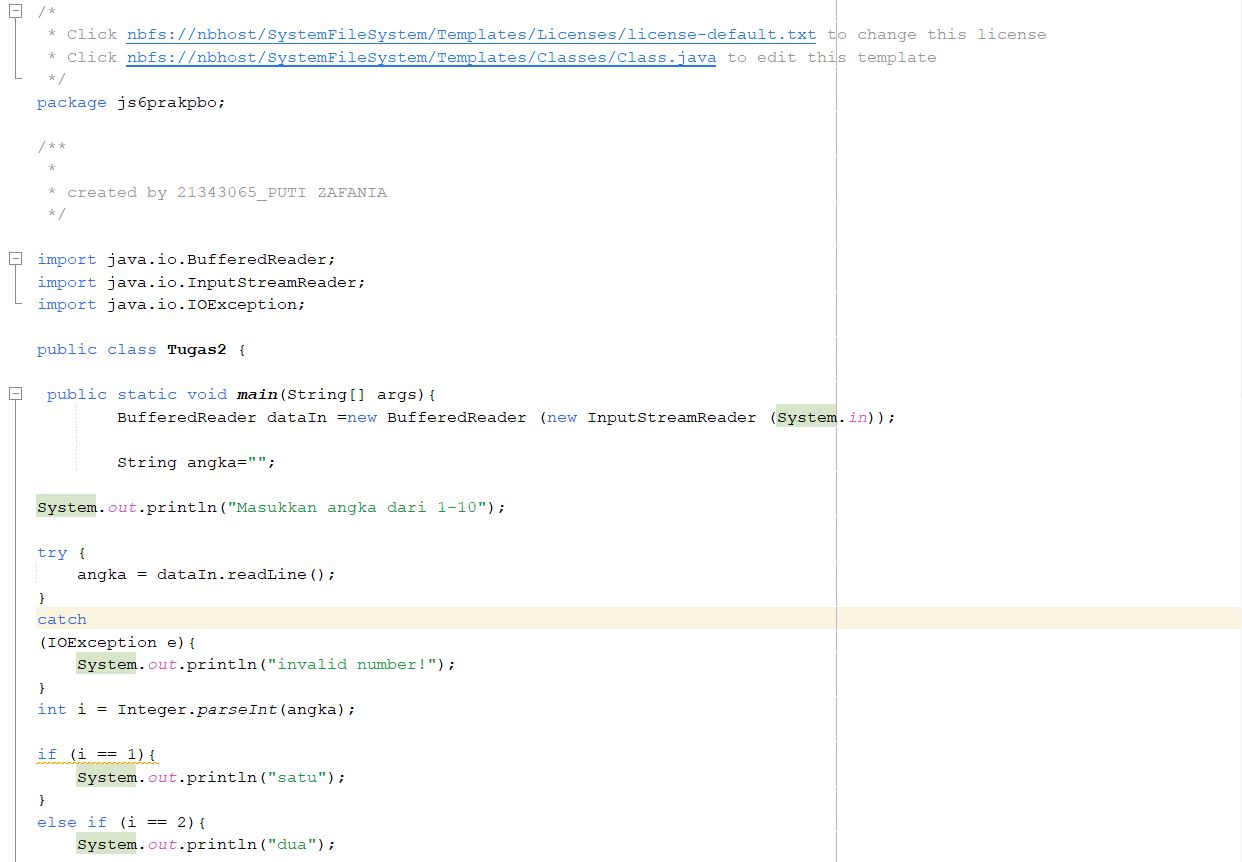 /*
 * Click nbfs://nbhost/SystemFileSystem/Templates/Licenses/license-default.txt to change this license
 * Click nbfs://nbhost/SystemFileSystem/Templates/Classes/Class.java to edit this template
 */
package js6prakpbo;
/**
 *
 * created by 21343065_PUTI ZAFANIA
 */
import java.io.BufferedReader;
import java.io.InputStreamReader;
import java.io.IOException;
public class Tugas2 {
 public static void main(String[] args){
        BufferedReader dataIn =new BufferedReader (new InputStreamReader (System.in));
        String angka="";
System.out.println("Masukkan angka dari 1-10");
try {
    angka = dataIn.readLine();
}
catch
(IOException e){
    System.out.println("invalid number!");
}
int i = Integer.parseInt(angka);
if (i == 1){
    System.out.println("satu");
}
else if (i == 2){
    System.out.println("dua");